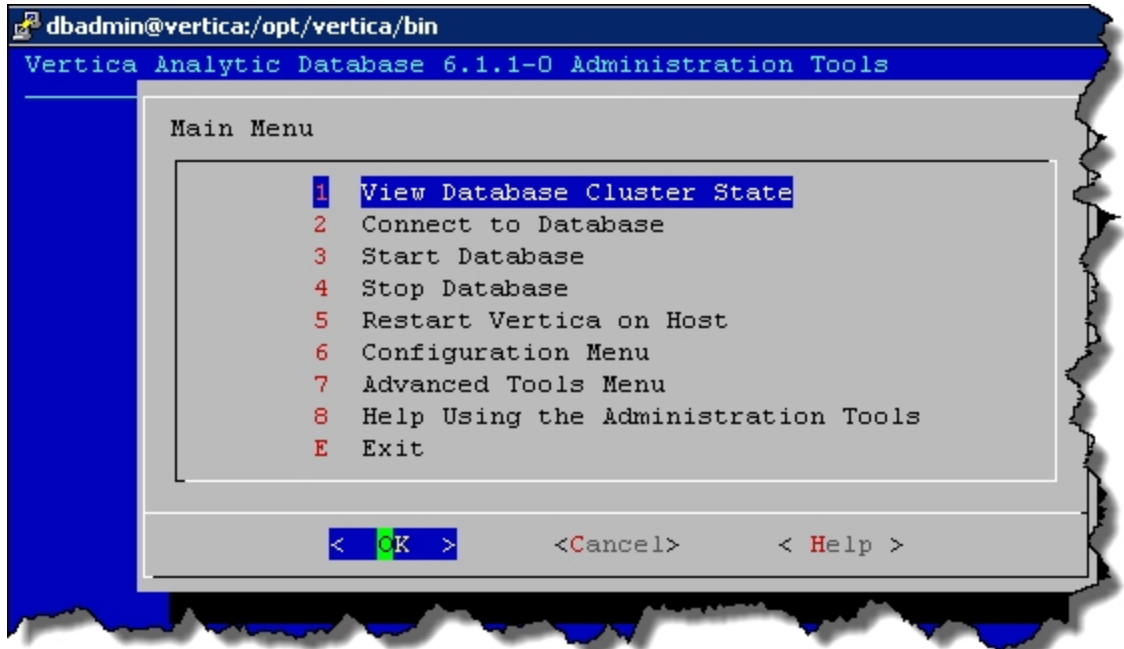 dbadmin@vertica:/opt/vertica/bin
Vertica Analytic Database 6.1.1-0 Administration Tools
Main Menu
1 View Database Cluster State
2 Connect to Database
3 Start Database
4 Stop Database
5 Restart Vertica on Host
6 Configuration Menu
7 Advanced Tools Menu
8 Help Using the Administration Tools
E Exit
< OK > <Cancel> < Help >